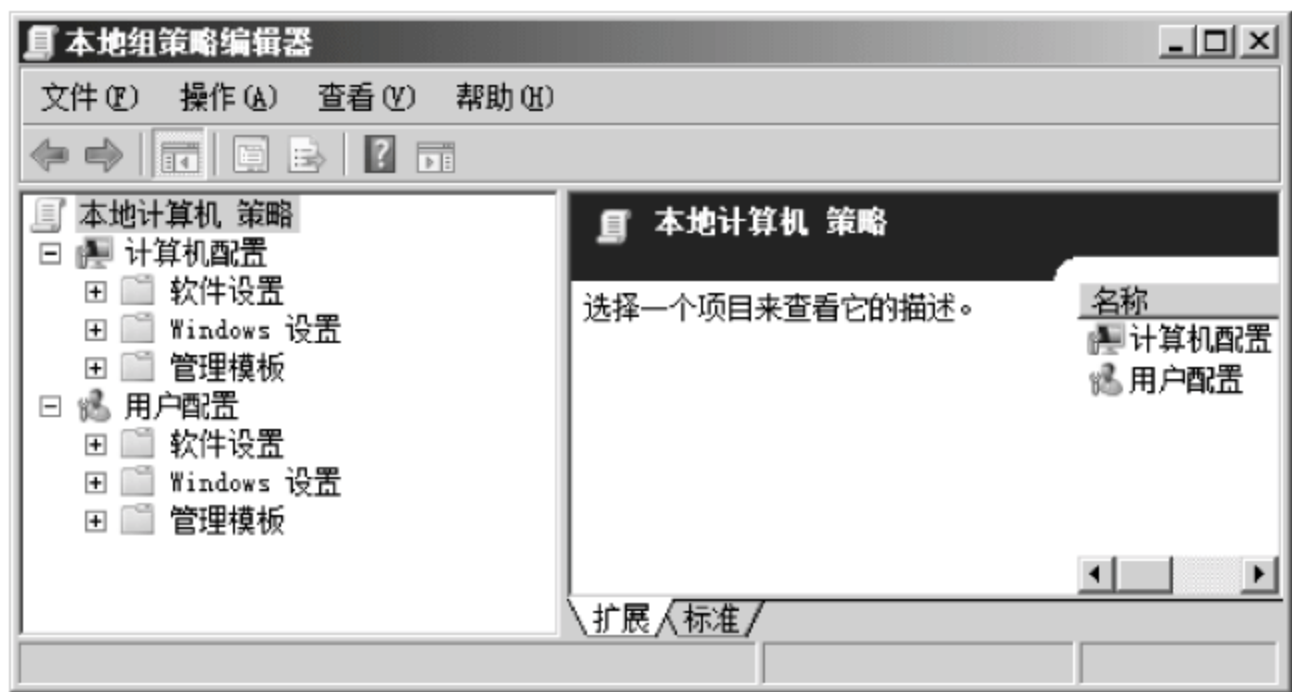 本地组策略编辑器
文件(F) 操作(A) 查看(V) 帮助(H)
本地计算机 策略
计算机配置
软件设置
Windows 设置
管理模板
用户配置
软件设置
Windows 设置
管理模板
本地计算机 策略
选择一个项目来查看它的描述。
名称
计算机配置
用户配置
扩展 标准